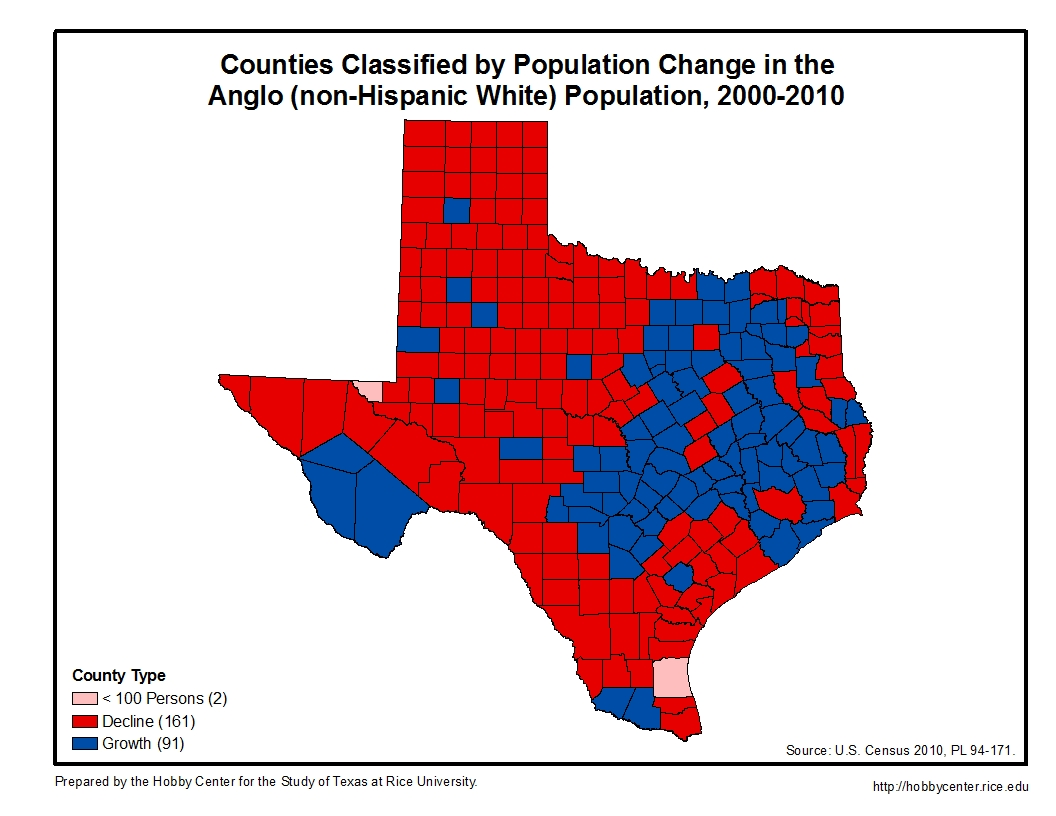 Counties Classified by Population Change in the
Anglo (non-Hispanic White) Population, 2000-2010
County Type
< 100 Persons (2)
Decline (161)
Growth (91)
Source: U.S. Census 2010, PL 94-171.
Prepared by the Hobby Center for the Study of Texas at Rice University.
http://hobbycenter.rice.edu